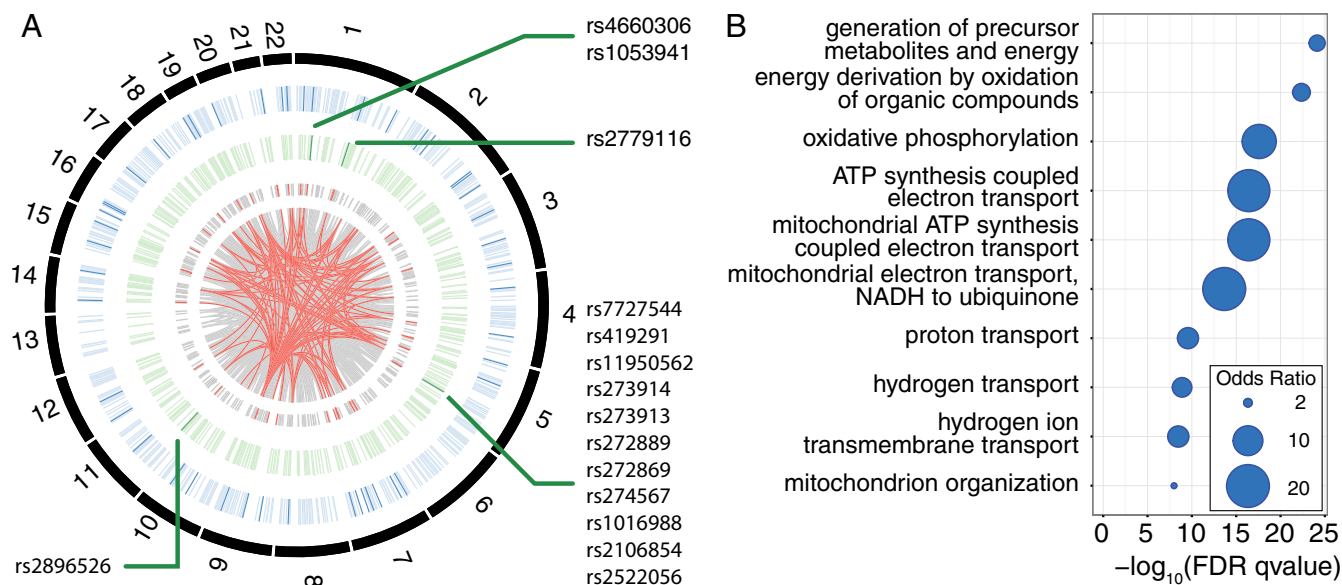 A
1
2
3
4
5
6
7
8
9
10
11
12
13
14
15
16
17
18
19
20
21
22
rs4660306
rs1053941
rs2779116
rs7727544
rs419291
rs11950562
rs273914
rs273913
rs272889
rs272869
rs274567
rs1016988
rs2106854
rs2522056
rs2896526
B
generation of precursor
metabolites and energy
energy derivation by oxidation
of organic compounds
oxidative phosphorylation
ATP synthesis coupled
electron transport
mitochondrial ATP synthesis
coupled electron transport
mitochondrial electron transport,
NADH to ubiquinone
proton transport
hydrogen transport
hydrogen ion
transmembrane transport
mitochondrion organization
Odds Ratio
2
10
20
0 5 10 15 20 25
−log10(FDR qvalue)